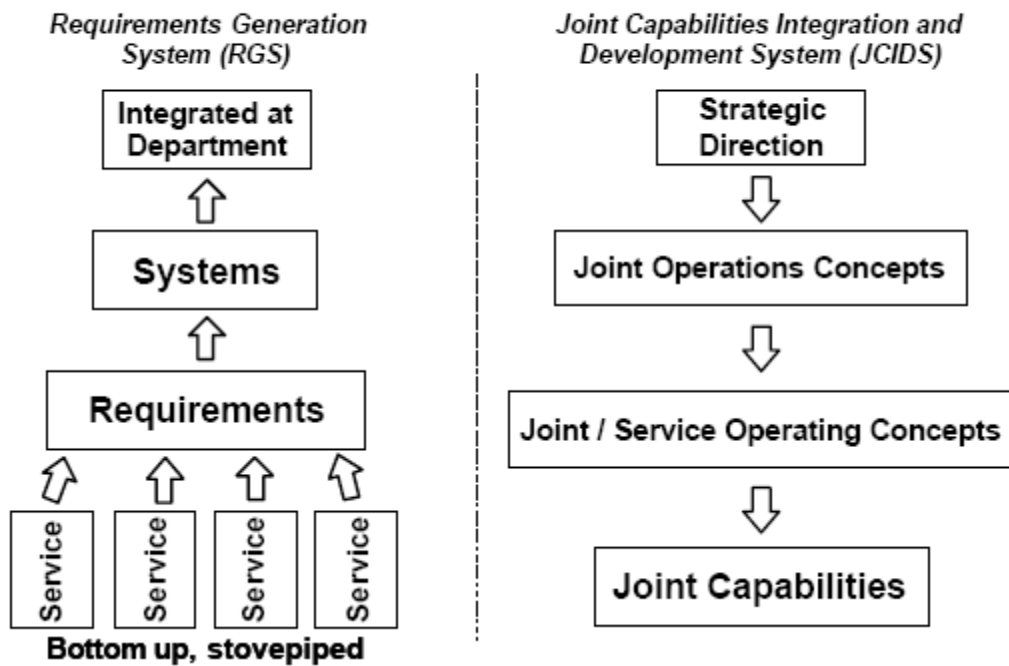 Requirements Generation
System (RGS)
Integrated at
Department
Systems
Requirements
Service
Service
Service
Service
Bottom up, stovepiped
Joint Capabilities Integration and
Development System (JCIDS)
Strategic
Direction
Joint Operations Concepts
Joint / Service Operating Concepts
Joint Capabilities